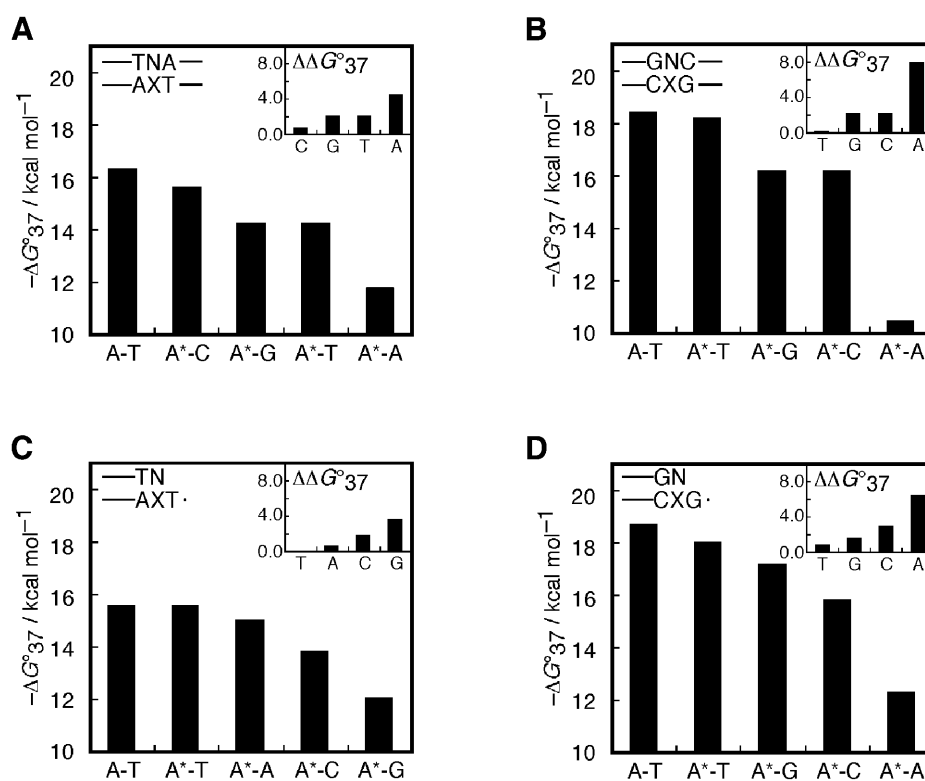 A
−ΔG°37 / kcal mol−1
20
18
16
14
12
10
TNA
AXT
ΔΔG°37
8.0
4.0
0.0
C G T A
A-T A*-C A*-G A*-T A*-A
B
−ΔG°37 / kcal mol−1
20
18
16
14
12
10
GNC
CXG
ΔΔG°37
8.0
4.0
0.0
T G C A
A-T A*-T A*-G A*-C A*-A
C
−ΔG°37 / kcal mol−1
20
18
16
14
12
10
TN
AXT·
ΔΔG°37
8.0
4.0
0.0
T A C G
A-T A*-T A*-A A*-C A*-G
D
−ΔG°37 / kcal mol−1
20
18
16
14
12
10
GN
CXG·
ΔΔG°37
8.0
4.0
0.0
T G C A
A-T A*-T A*-G A*-C A*-A